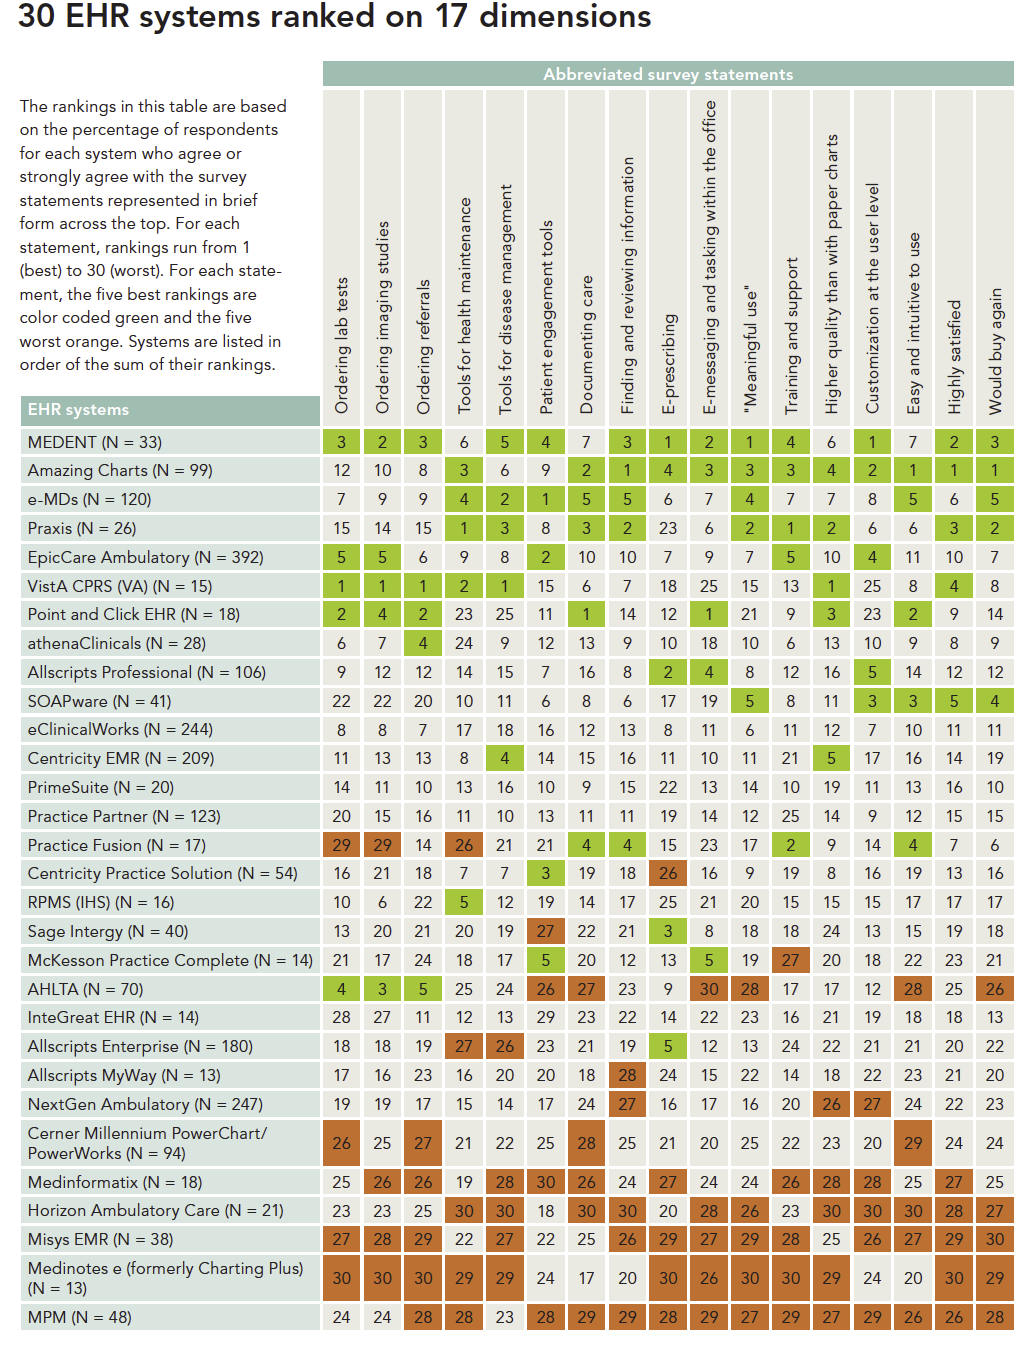 30 EHR systems ranked on 17 dimensions
Abbreviated survey statements
The rankings in this table are based
on the percentage of respondents
for each system who agree or
strongly agree with the survey
statements represented in brief
form across the top. For each
statement, rankings run from 1
(best) to 30 (worst). For each state-
ment, the five best rankings are
color coded green and the five
worst orange. Systems are listed in
order of the sum of their rankings.
Ordering lab tests
Ordering imaging studies
Ordering referrals
Tools for health maintenance
Tools for disease management
Patient engagement tools
Documenting care
Finding and reviewing information
E-prescribing
E-messaging and tasking within the office
"Meaningful use"
Training and support
Higher quality than with paper charts
Customization at the user level
Easy and intuitive to use
Highly satisfied
Would buy again
EHR systems
MEDENT (N = 33) 3 2 3 6 5 4 7 3 1 2 1 4 6 1 7 2 3
Amazing Charts (N = 99) 12 10 8 3 6 9 2 1 4 3 3 3 4 2 1 1 1
e-MDs (N = 120) 7 9 9 4 2 1 5 5 6 7 4 7 7 8 5 6 5
Praxis (N = 26) 15 14 15 1 3 8 3 2 23 6 2 1 2 6 6 3 2
EpicCare Ambulatory (N = 392) 5 5 6 9 8 2 10 10 7 9 7 5 10 4 11 10 7
VistA CPRS (VA) (N = 15) 1 1 1 2 1 15 6 7 18 25 15 13 1 25 8 4 8
Point and Click EHR (N = 18) 2 4 2 23 25 11 1 14 12 1 21 9 3 23 2 9 14
athenaClinicals (N = 28) 6 7 4 24 9 12 13 9 10 18 10 6 13 10 9 8 9
Allscripts Professional (N = 106) 9 12 12 14 15 7 16 8 2 4 8 12 16 5 14 12 12
SOAPware (N = 41) 22 22 20 10 11 6 8 6 17 19 5 8 11 3 3 5 4
eClinicalWorks (N = 244) 8 8 7 17 18 16 12 13 8 11 6 11 12 7 10 11 11
Centricity EMR (N = 209) 11 13 13 8 4 14 15 16 11 10 11 21 5 17 16 14 19
PrimeSuite (N = 20) 14 11 10 13 16 10 9 15 22 13 14 10 19 11 13 16 10
Practice Partner (N = 123) 20 15 16 11 10 13 11 11 19 14 12 25 14 9 12 15 15
Practice Fusion (N = 17) 29 29 14 26 21 21 4 4 15 23 17 2 9 14 4 7 6
Centricity Practice Solution (N = 54) 16 21 18 7 7 3 19 18 26 16 9 19 8 16 19 13 16
RPMS (IHS) (N = 16) 10 6 22 5 12 19 14 17 25 21 20 15 15 15 17 17 17
Sage Intergy (N = 40) 13 20 21 20 19 27 22 21 3 8 18 18 24 13 15 19 18
McKesson Practice Complete (N = 14) 21 17 24 18 17 5 20 12 13 5 19 27 20 18 22 23 21
AHLTA (N = 70) 4 3 5 25 24 26 27 23 9 30 28 17 17 12 28 25 26
InteGreat EHR (N = 14) 28 27 11 12 13 29 23 22 14 22 23 16 21 19 18 18 13
Allscripts Enterprise (N = 180) 18 18 19 27 26 23 21 19 5 12 13 24 22 21 21 20 22
Allscripts MyWay (N = 13) 17 16 23 16 20 20 18 28 24 15 22 14 18 22 23 21 20
NextGen Ambulatory (N = 247) 19 19 17 15 14 17 24 27 16 17 16 20 26 27 24 22 23
Cerner Millennium PowerChart/
PowerWorks (N = 94) 26 25 27 21 22 25 28 25 21 20 25 22 23 20 29 24 24
Medinformatix (N = 18) 25 26 26 19 28 30 26 24 27 24 24 26 28 28 25 27 25
Horizon Ambulatory Care (N = 21) 23 23 25 30 30 18 30 30 20 28 26 23 30 30 30 28 27
Misys EMR (N = 38) 27 28 29 22 27 22 25 26 29 27 29 28 25 26 27 29 30
Medinotes e (formerly Charting Plus)
(N = 13) 30 30 30 29 29 24 17 20 30 26 30 30 29 24 20 30 29
MPM (N = 48) 24 24 28 28 23 28 29 29 28 29 27 29 27 29 26 26 28